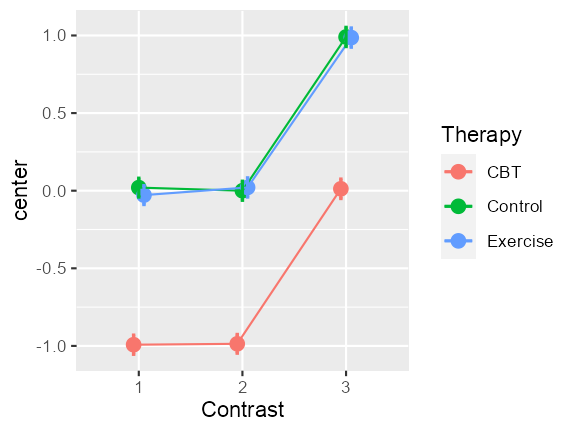 center
1.0
0.5
0.0
-0.5
-1.0
1 2 3
Contrast
Therapy
CBT
Control
Exercise